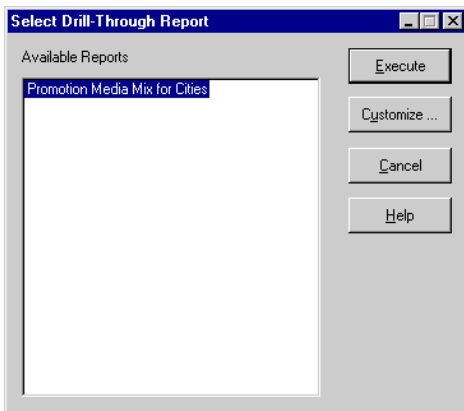 Select Drill-Through Report
Available Reports
Promotion Media Mix for Cities
Execute
Customize ...
Cancel
Help